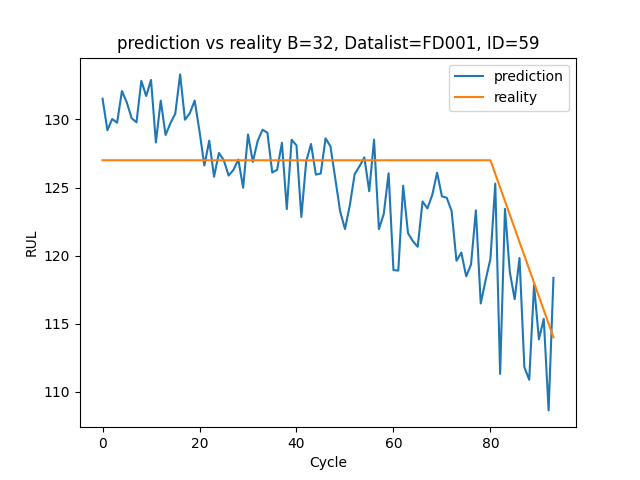 prediction vs reality B=32, Datalist=FD001, ID=59
prediction
reality
RUL
130
125
120
115
110
0 20 40 60 80
Cycle